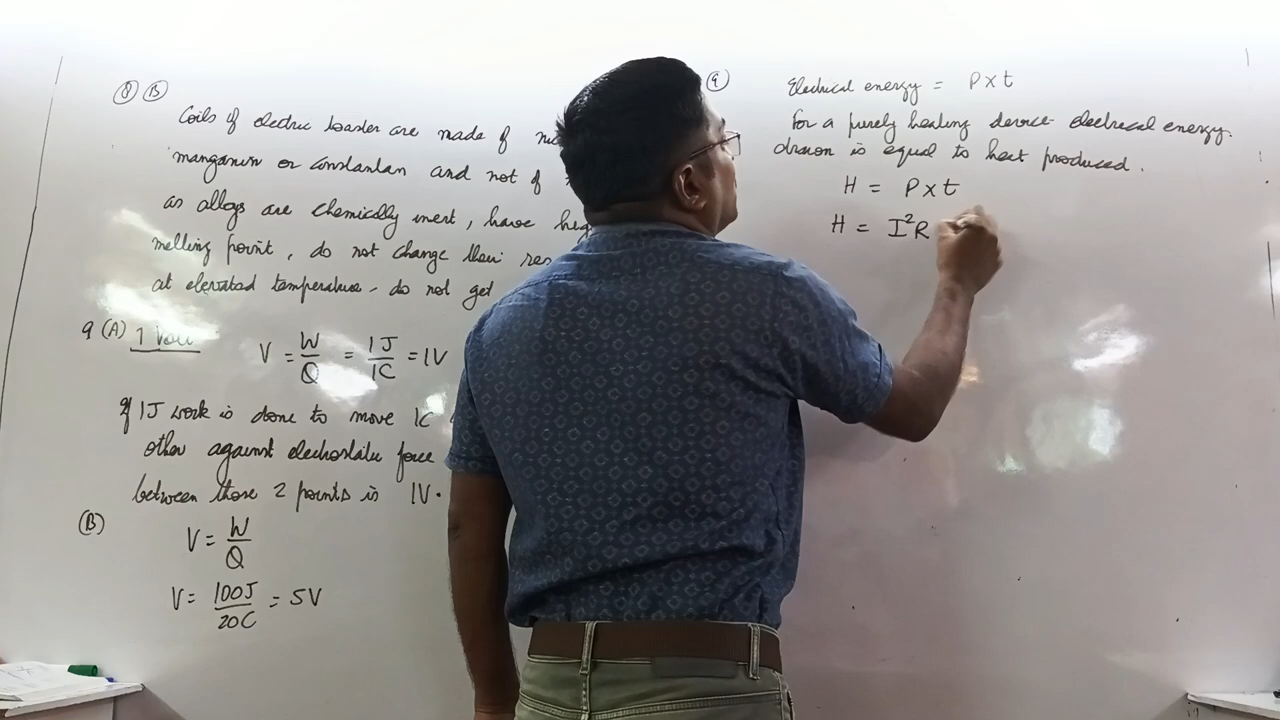 8 B
Coils of electric toaster are made of
manganin or constantan and not of
as alloys are chemically inert, have
melting point, do not change their
at elevated temperature - do not get
9 (A) 1 Volt V = W/Q = 1J/1C = 1V
If 1J work is done to move 1C
other against electrostatic force
between those 2 points is 1V.
(B) V = W/Q
V = 100J/20C = 5V
9 Electrical energy = P x t
For a purely heating device electrical energy
drawn is equal to heat produced.
H = P x t
H = I²R